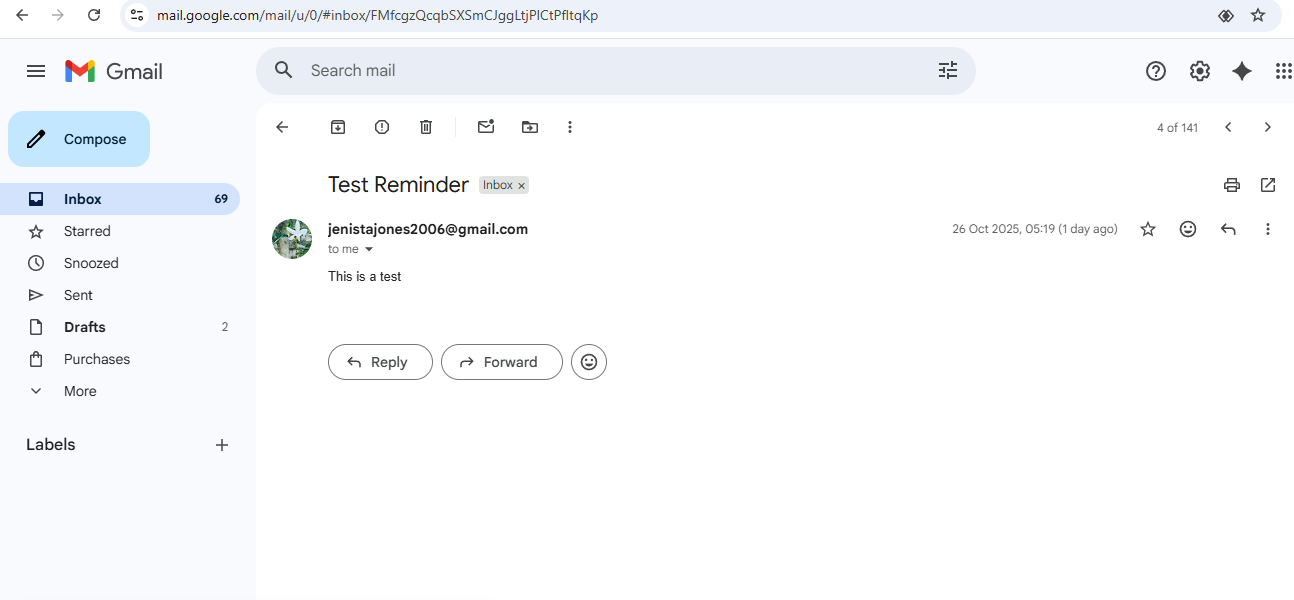 mail.google.com/mail/u/0/#inbox/FMfcgzQcqbSXSmCJggLtjPlCtPfltqKp
Gmail
Search mail
Compose
4 of 141
Inbox 69
Starred
Snoozed
Sent
Drafts 2
Purchases
More
Labels
Test Reminder Inbox ×
jenistajones2006@gmail.com 26 Oct 2025, 05:19 (1 day ago)
to me
This is a test
Reply Forward